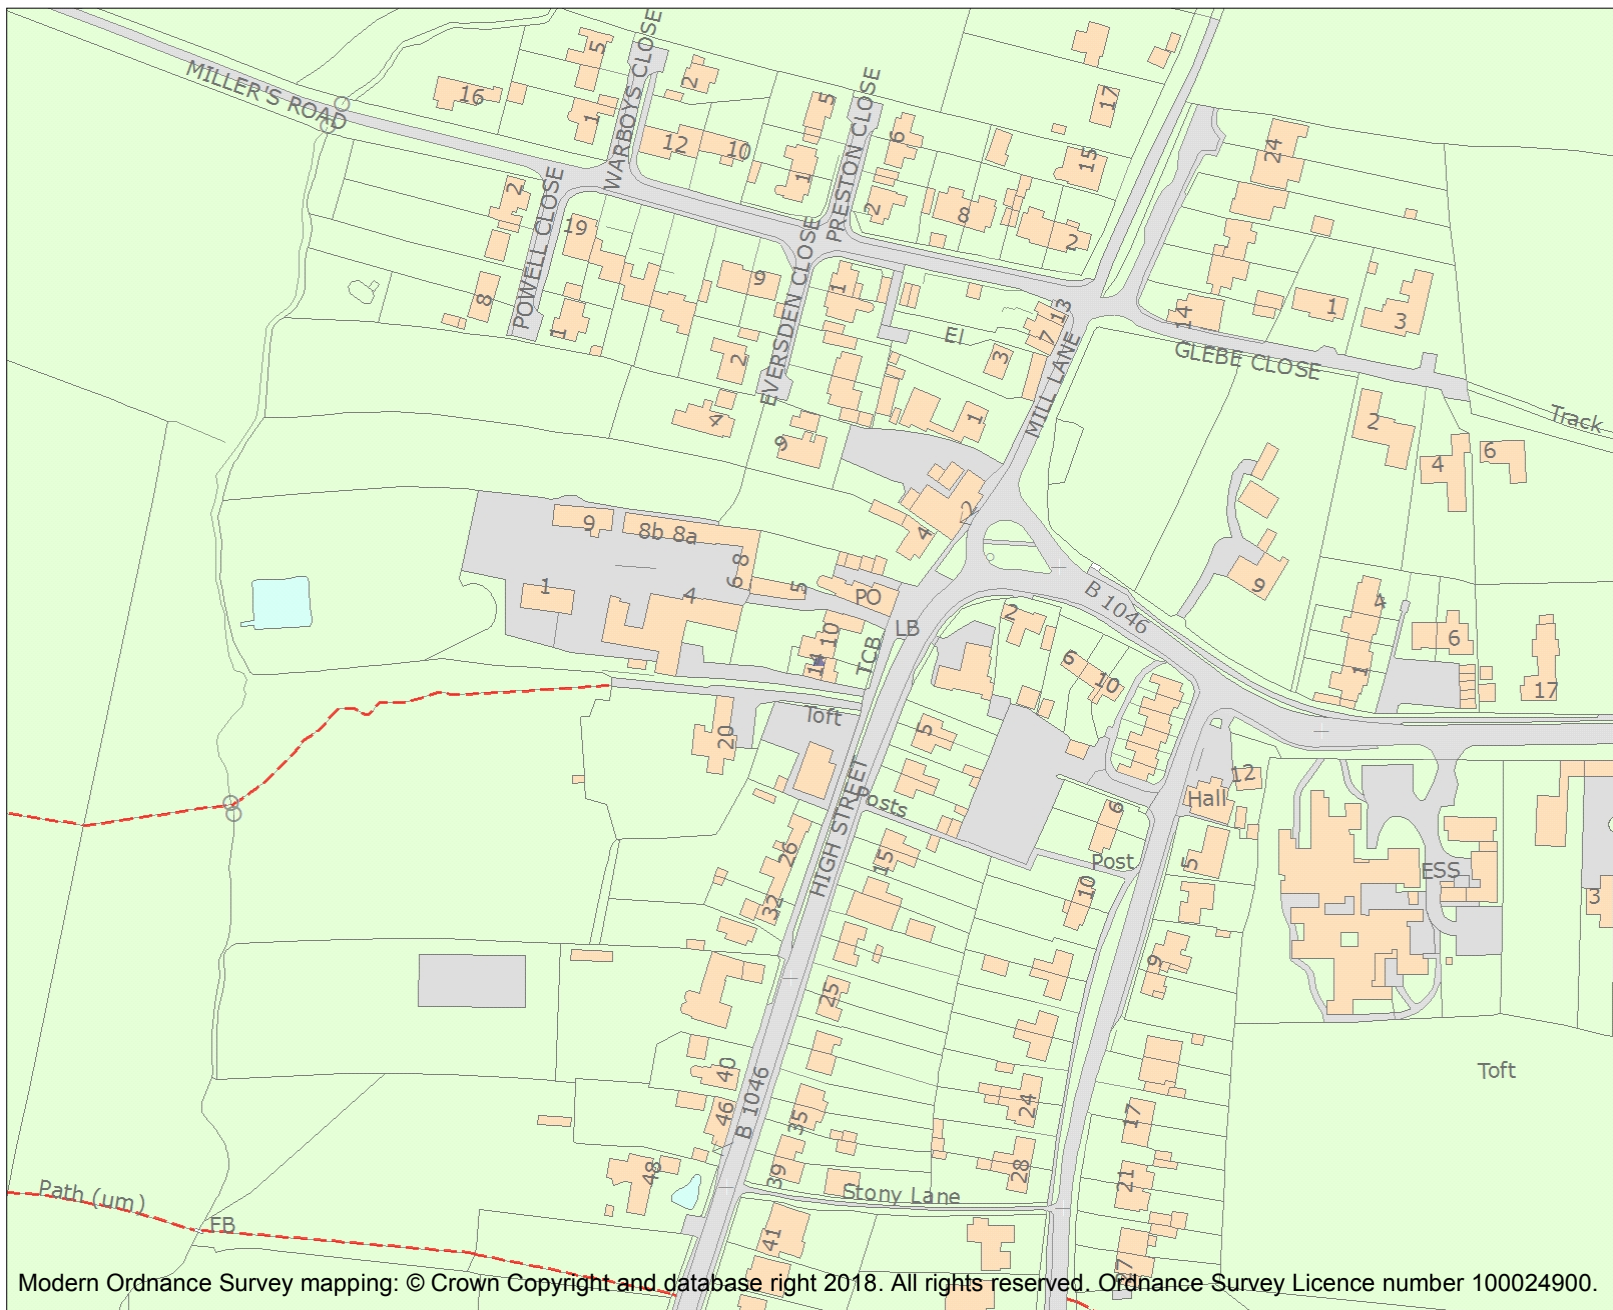 MILLER'S ROAD
WARBOYS CLOSE
PRESTON CLOSE
POWELL CLOSE
EVERSDEN CLOSE
16
5
1
2
12
10
5
1
6
2
8
2
17
15
24
2
19
8
1
9
2
4
9
1
El
3
7
13
1
MILL LANE
14
1
3
GLEBE CLOSE
Track
2
4
6
2
4
9
8b 8a
8
6
5
1
4
PO
LB
TCB
10
14
B 1046
2
6
10
9
4
1
6
17
Toft
20
5
Posts
HIGH STREET
26
32
15
6
Post
10
Hall
12
5
ESS
3
9
25
40
46
B 1046
35
39
48
24
28
17
21
Toft
Path (um)
FB
Stony Lane
41
27
Modern Ordnance Survey mapping: © Crown Copyright and database right 2018. All rights reserved. Ordnance Survey Licence number 100024900.